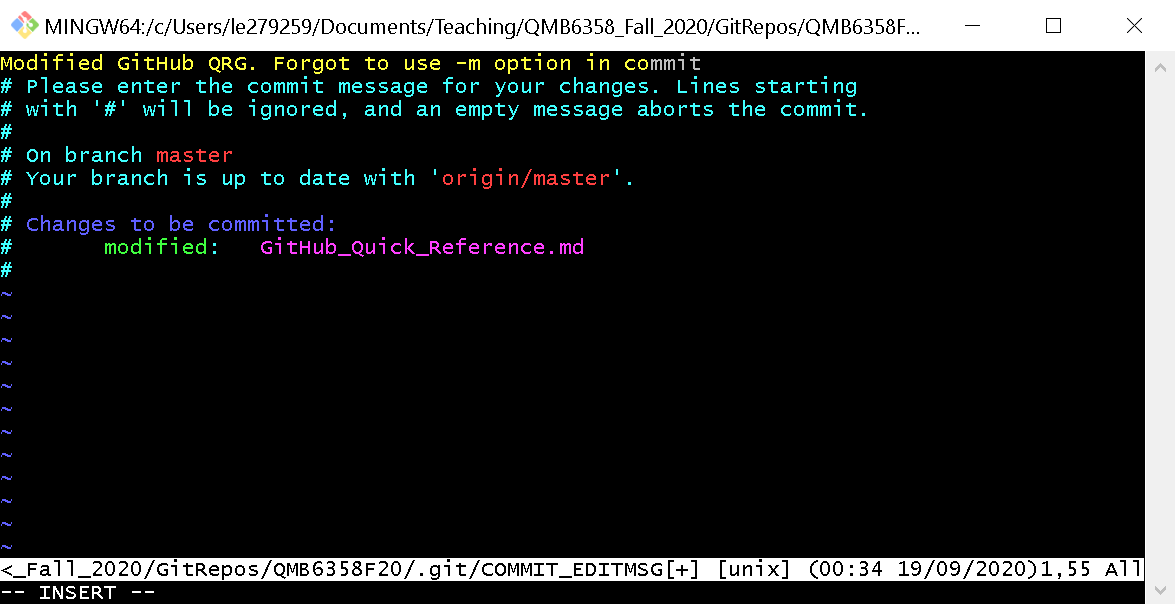 MINGW64:/c/Users/le279259/Documents/Teaching/QMB6358_Fall_2020/GitRepos/QMB6358F...
Modified GitHub QRG. Forgot to use -m option in commit
# Please enter the commit message for your changes. Lines starting
# with '#' will be ignored, and an empty message aborts the commit.
#
# On branch master
# Your branch is up to date with 'origin/master'.
#
# Changes to be committed:
#       modified:   GitHub_Quick_Reference.md
#
~
~
~
~
~
~
~
~
~
~
~
~
<_Fall_2020/GitRepos/QMB6358F20/.git/COMMIT_EDITMSG[+] [unix] (00:34 19/09/2020)1,55 All
-- INSERT --